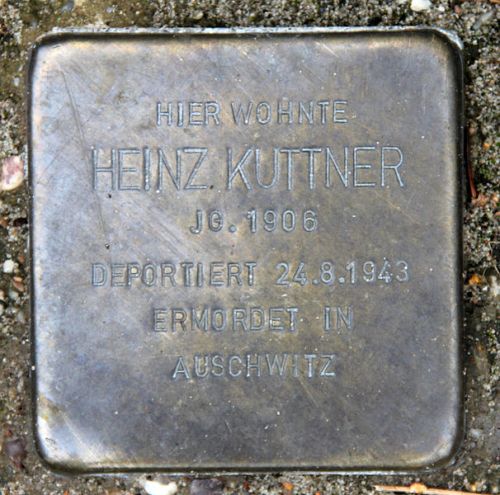 HIER WOHNTE
HEINZ KUTTNER
JG. 1906
DEPORTIERT 24.8.1943
ERMORDET IN
AUSCHWITZ